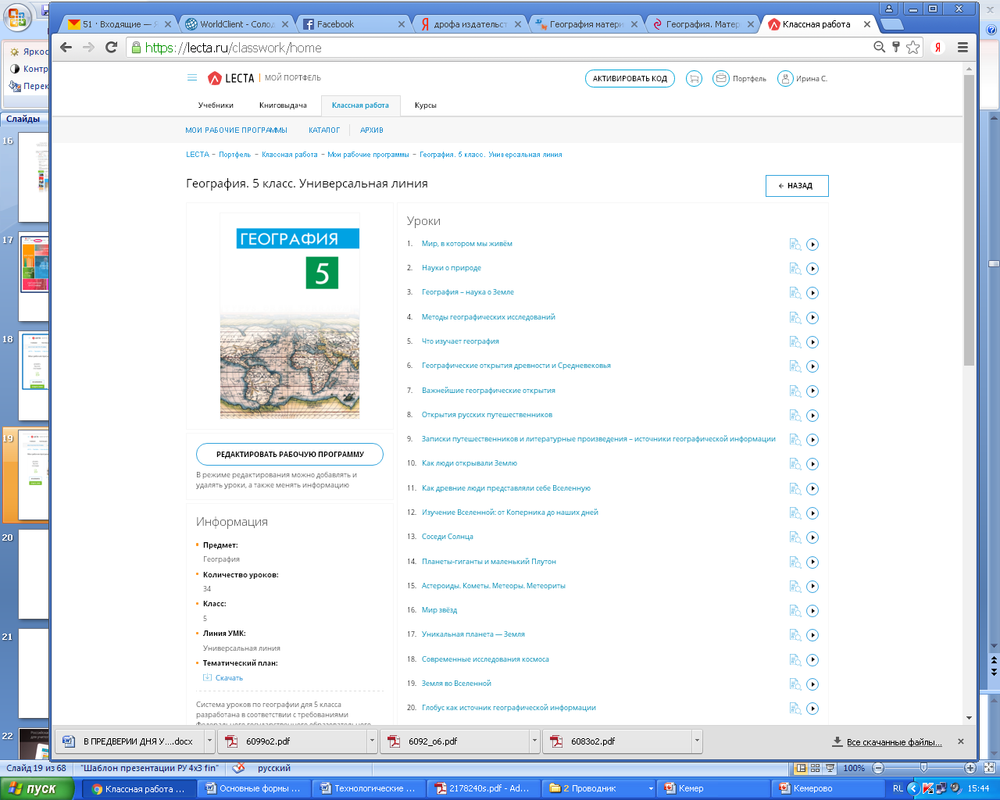 51 · Входящие — Я
WorldClient - Солод
Facebook
дрофа издательст
География матери
География. Матер
Классная работа
https://lecta.ru/classwork/home
Яркос
Контр
Перек
Слайды
16
17
18
19
20
21
22
LECTA
МОЙ ПОРТФЕЛЬ
АКТИВИРОВАТЬ КОД
Портфель
Ирина С.
Учебники
Книговыдача
Классная работа
Курсы
МОИ РАБОЧИЕ ПРОГРАММЫ
КАТАЛОГ
АРХИВ
LECTA – Портфель – Классная работа – Мои рабочие программы – География. 5 класс. Универсальная линия
География. 5 класс. Универсальная линия
← НАЗАД
ГЕОГРАФИЯ
5
РЕДАКТИРОВАТЬ РАБОЧУЮ ПРОГРАММУ
В режиме редактирования можно добавлять и
удалять уроки, а также менять информацию
Информация
Предмет:
География
Количество уроков:
34
Класс:
5
Линия УМК:
Универсальная линия
Тематический план:
Скачать
Система уроков по географии для 5 класса
разработана в соответствии с требованиями
Федерального государственного образовательного
Уроки
1. Мир, в котором мы живём
2. Науки о природе
3. География – наука о Земле
4. Методы географических исследований
5. Что изучает география
6. Географические открытия древности и Средневековья
7. Важнейшие географические открытия
8. Открытия русских путешественников
9. Записки путешественников и литературные произведения – источники географической информации
10. Как люди открывали Землю
11. Как древние люди представляли себе Вселенную
12. Изучение Вселенной: от Коперника до наших дней
13. Соседи Солнца
14. Планеты-гиганты и маленький Плутон
15. Астероиды. Кометы. Метеоры. Метеориты
16. Мир звёзд
17. Уникальная планета — Земля
18. Современные исследования космоса
19. Земля во Вселенной
20. Глобус как источник географической информации
В ПРЕДВЕРИИ ДНЯ У....docx
6099o2.pdf
6092_o6.pdf
6083o2.pdf
Все скачанные файлы...
Слайд 19 из 68
"Шаблон презентации РУ 4x3 fin"
русский
100%
пуск
Классная работа ...
Основные формы ...
Технологические ...
2178240s.pdf - Ad...
2 Проводник
Кемер
Кемерово
RL
15:44